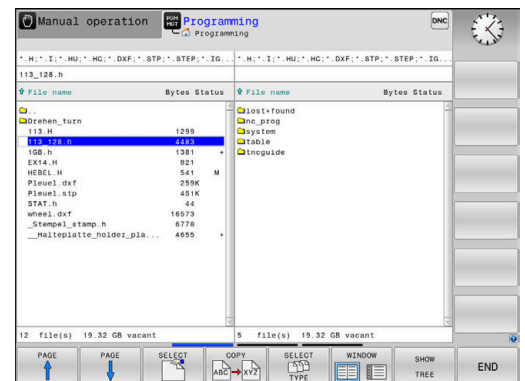 Manual operation
PGM MGT
Programming
Programming
DNC
*.H;*.I;*.HU;*.HC;*.DXF;*.STP;*.STEP;*.IG...
*.H;*.I;*.HU;*.HC;*.DXF;*.STP;*.STEP;*.IG...
113_128.h
File name Bytes Status
File name Bytes Status
..
Drehen_turn
113.H 1299
113_128.h 4483
1GB.h 1381 +
EX14.H 821
HEBEL.H 541 M
Pleuel.dxf 259K
Pleuel.stp 451K
STAT.h 44
wheel.dxf 16573
_Stempel_stamp.h 6778
__Halteplatte_holder_pla... 4655 +
lost+found
nc_prog
system
table
tncguide
12 file(s) 19.32 GB vacant
5 file(s) 19.32 GB vacant
PAGE
PAGE
SELECT
COPY
ABC XYZ
SELECT
TYPE
WINDOW
SHOW
TREE
END